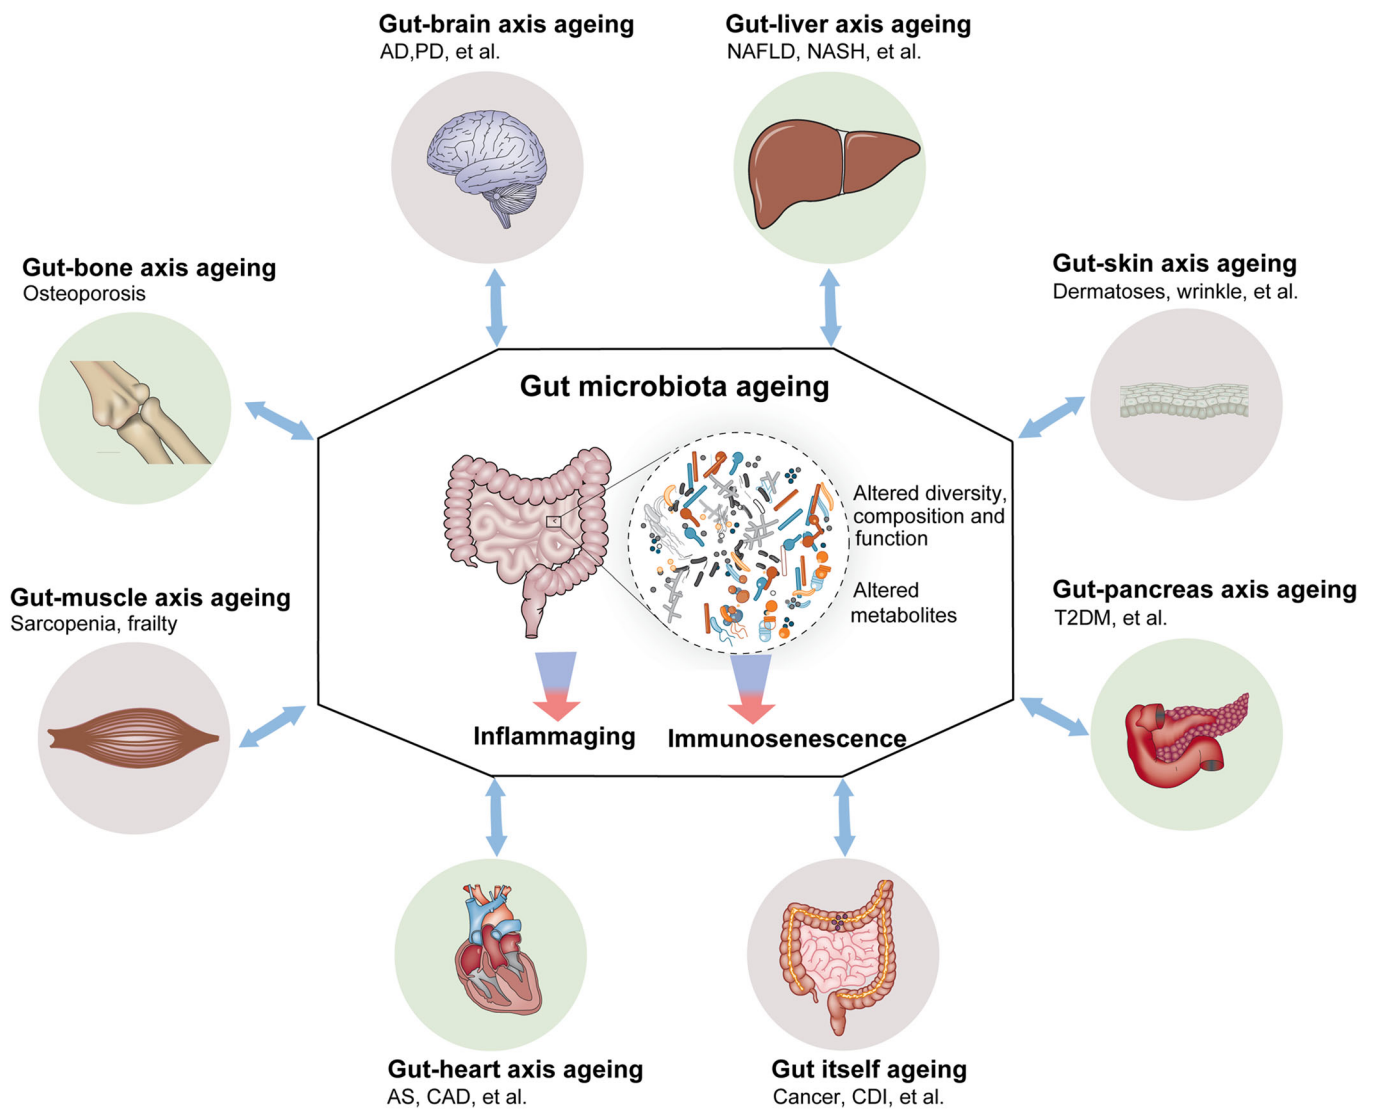 Gut-brain axis ageing
AD,PD, et al.
Gut-liver axis ageing
NAFLD, NASH, et al.
Gut-bone axis ageing
Osteoporosis
Gut-skin axis ageing
Dermatoses, wrinkle, et al.
Gut microbiota ageing
Altered diversity,
composition and
function
Altered
metabolites
Gut-muscle axis ageing
Sarcopenia, frailty
Gut-pancreas axis ageing
T2DM, et al.
Inflammaging
Immunosenescence
Gut-heart axis ageing
AS, CAD, et al.
Gut itself ageing
Cancer, CDI, et al.